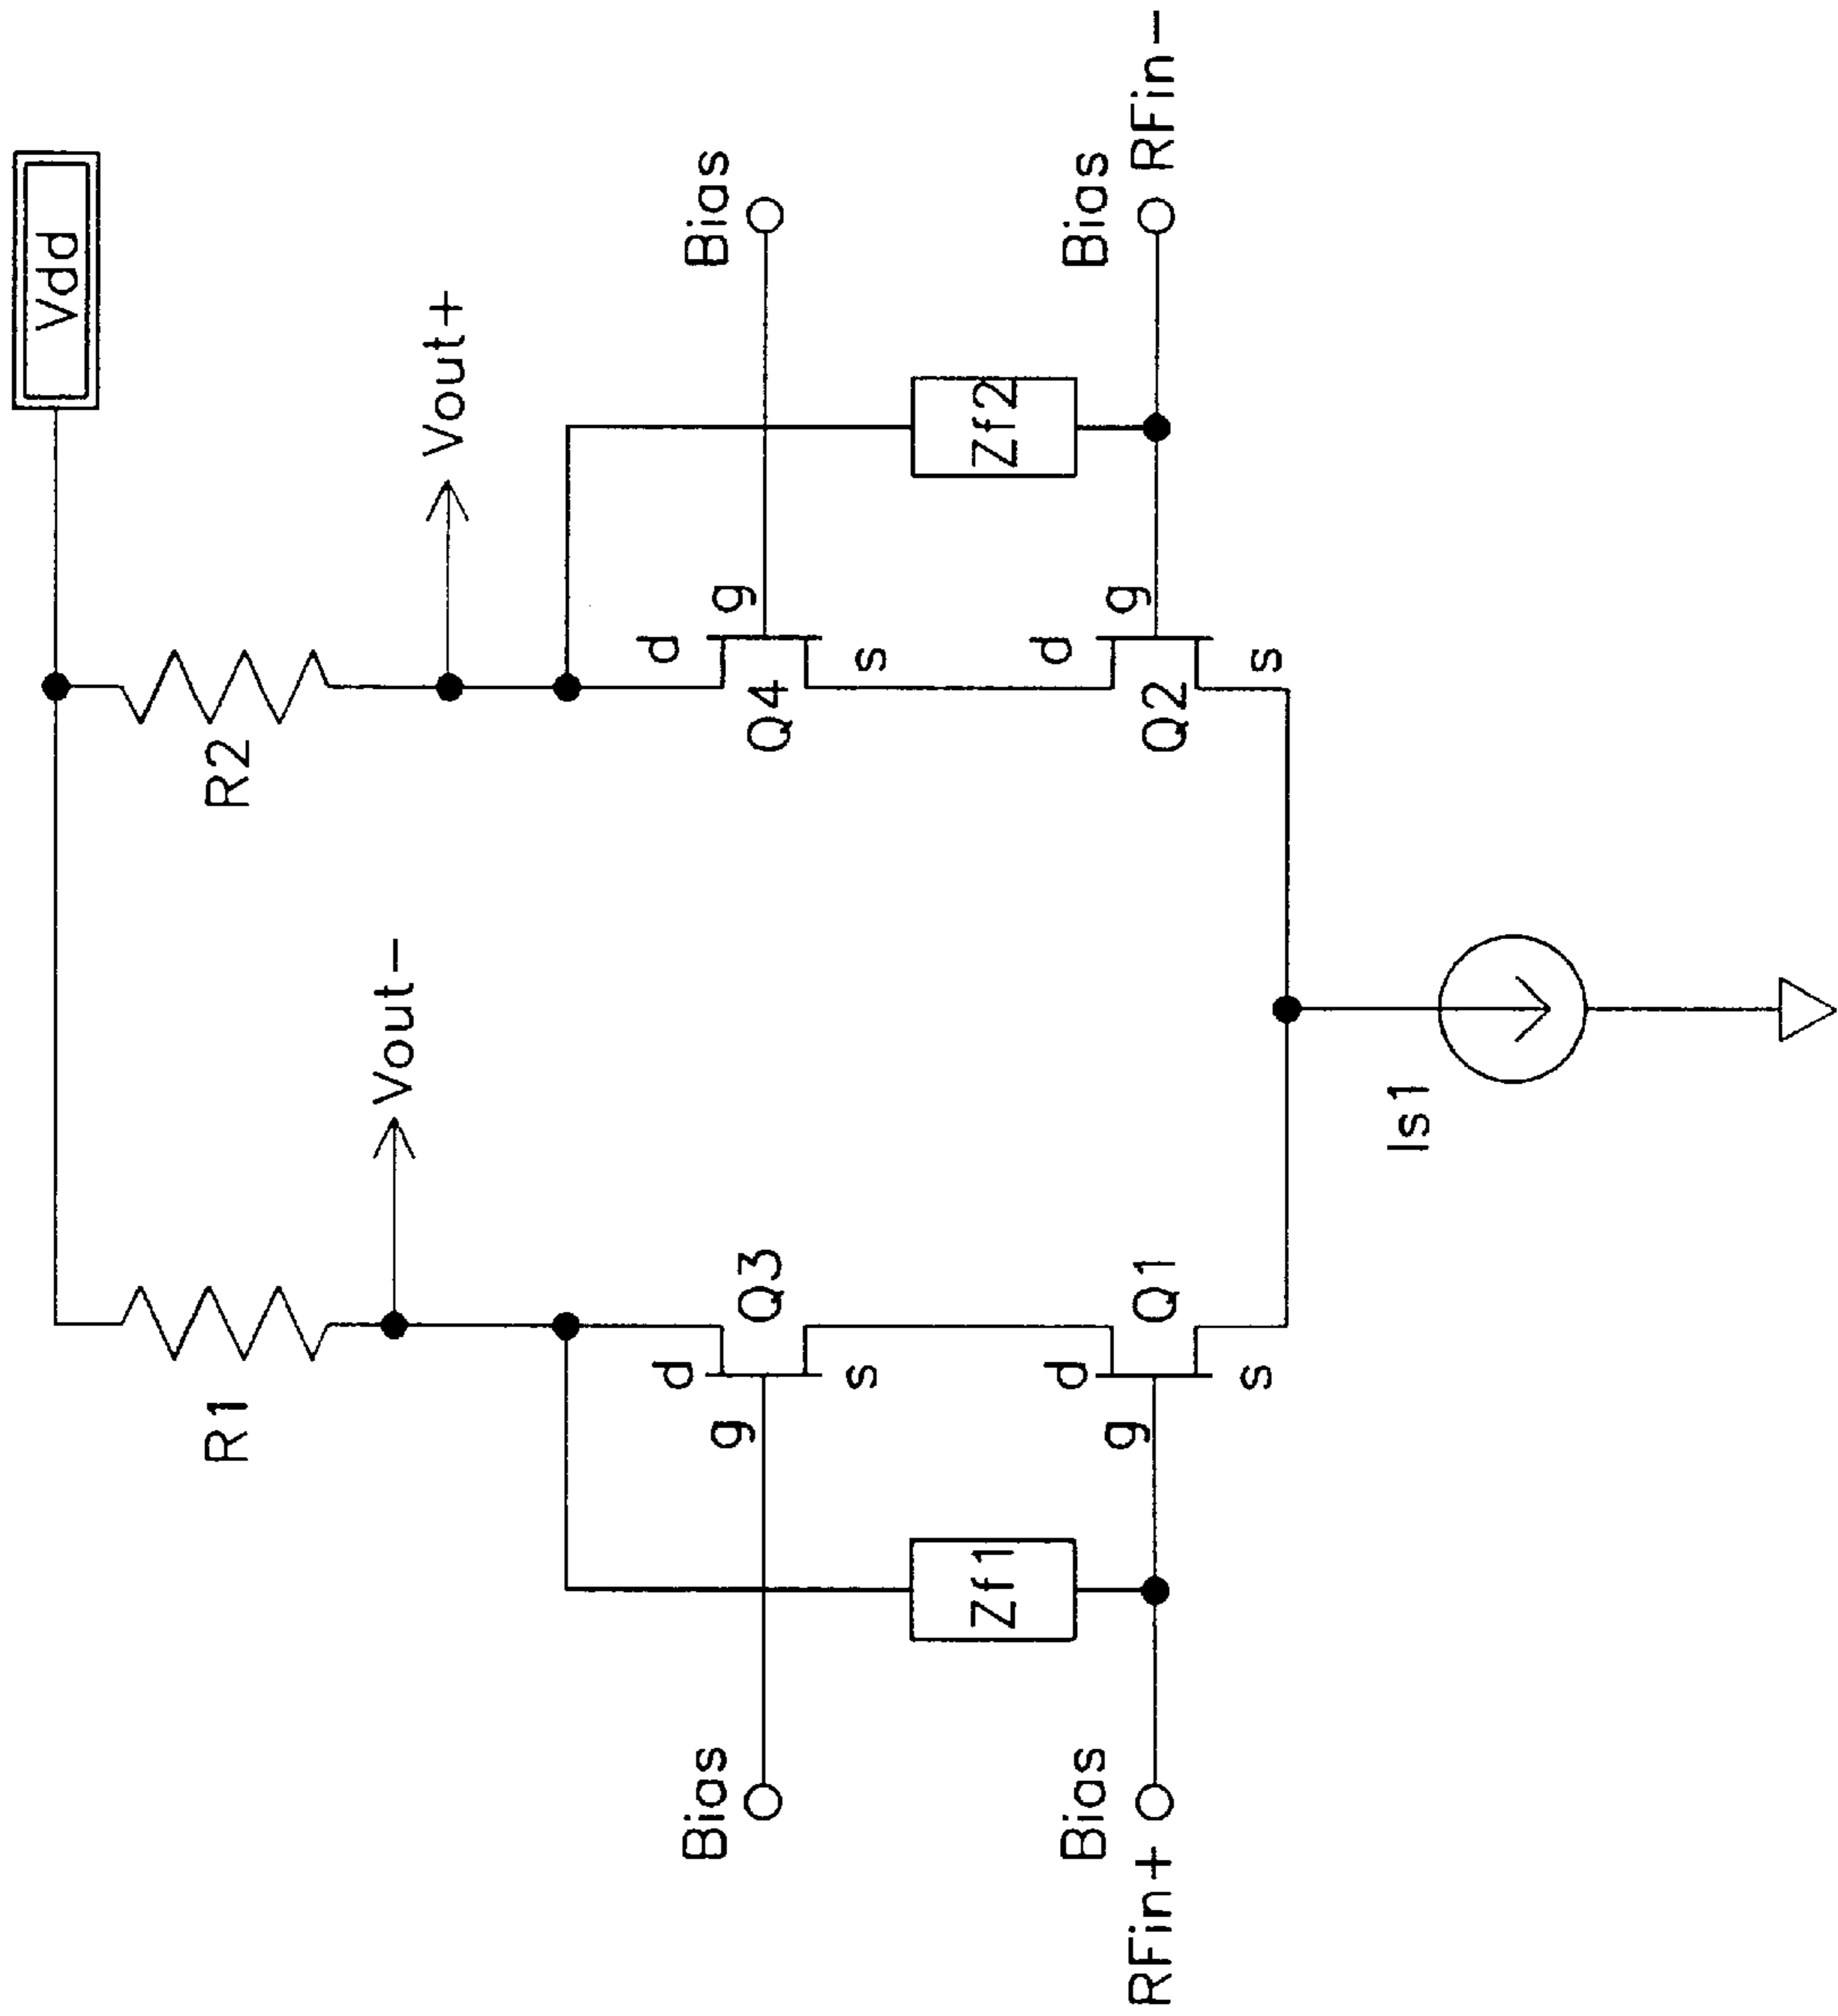 Vdd
R1
R2
Vout-
Vout+
Bias
d
g
s
Q3
d
g
s
Q4
Bias
Zf1
Zf2
Bias
RFin+
d
g
s
Q1
d
g
s
Q2
Bias
RFin-
Is1